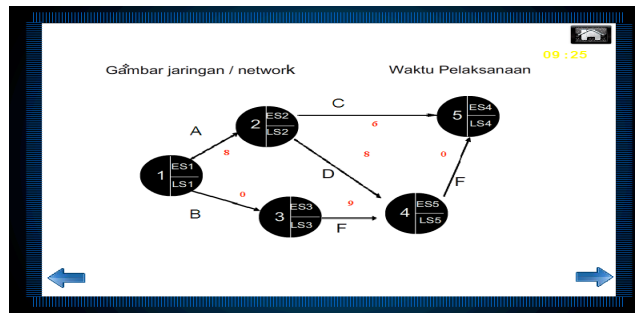 09:25
Gambar jaringan / network Waktu Pelaksanaan
C
5 ES4 LS4
2 ES2 LS2
6
A
8
8
0
1 ES1 LS1
D
F
0
9
B
3 ES3 LS3
F
4 ES5 LS5